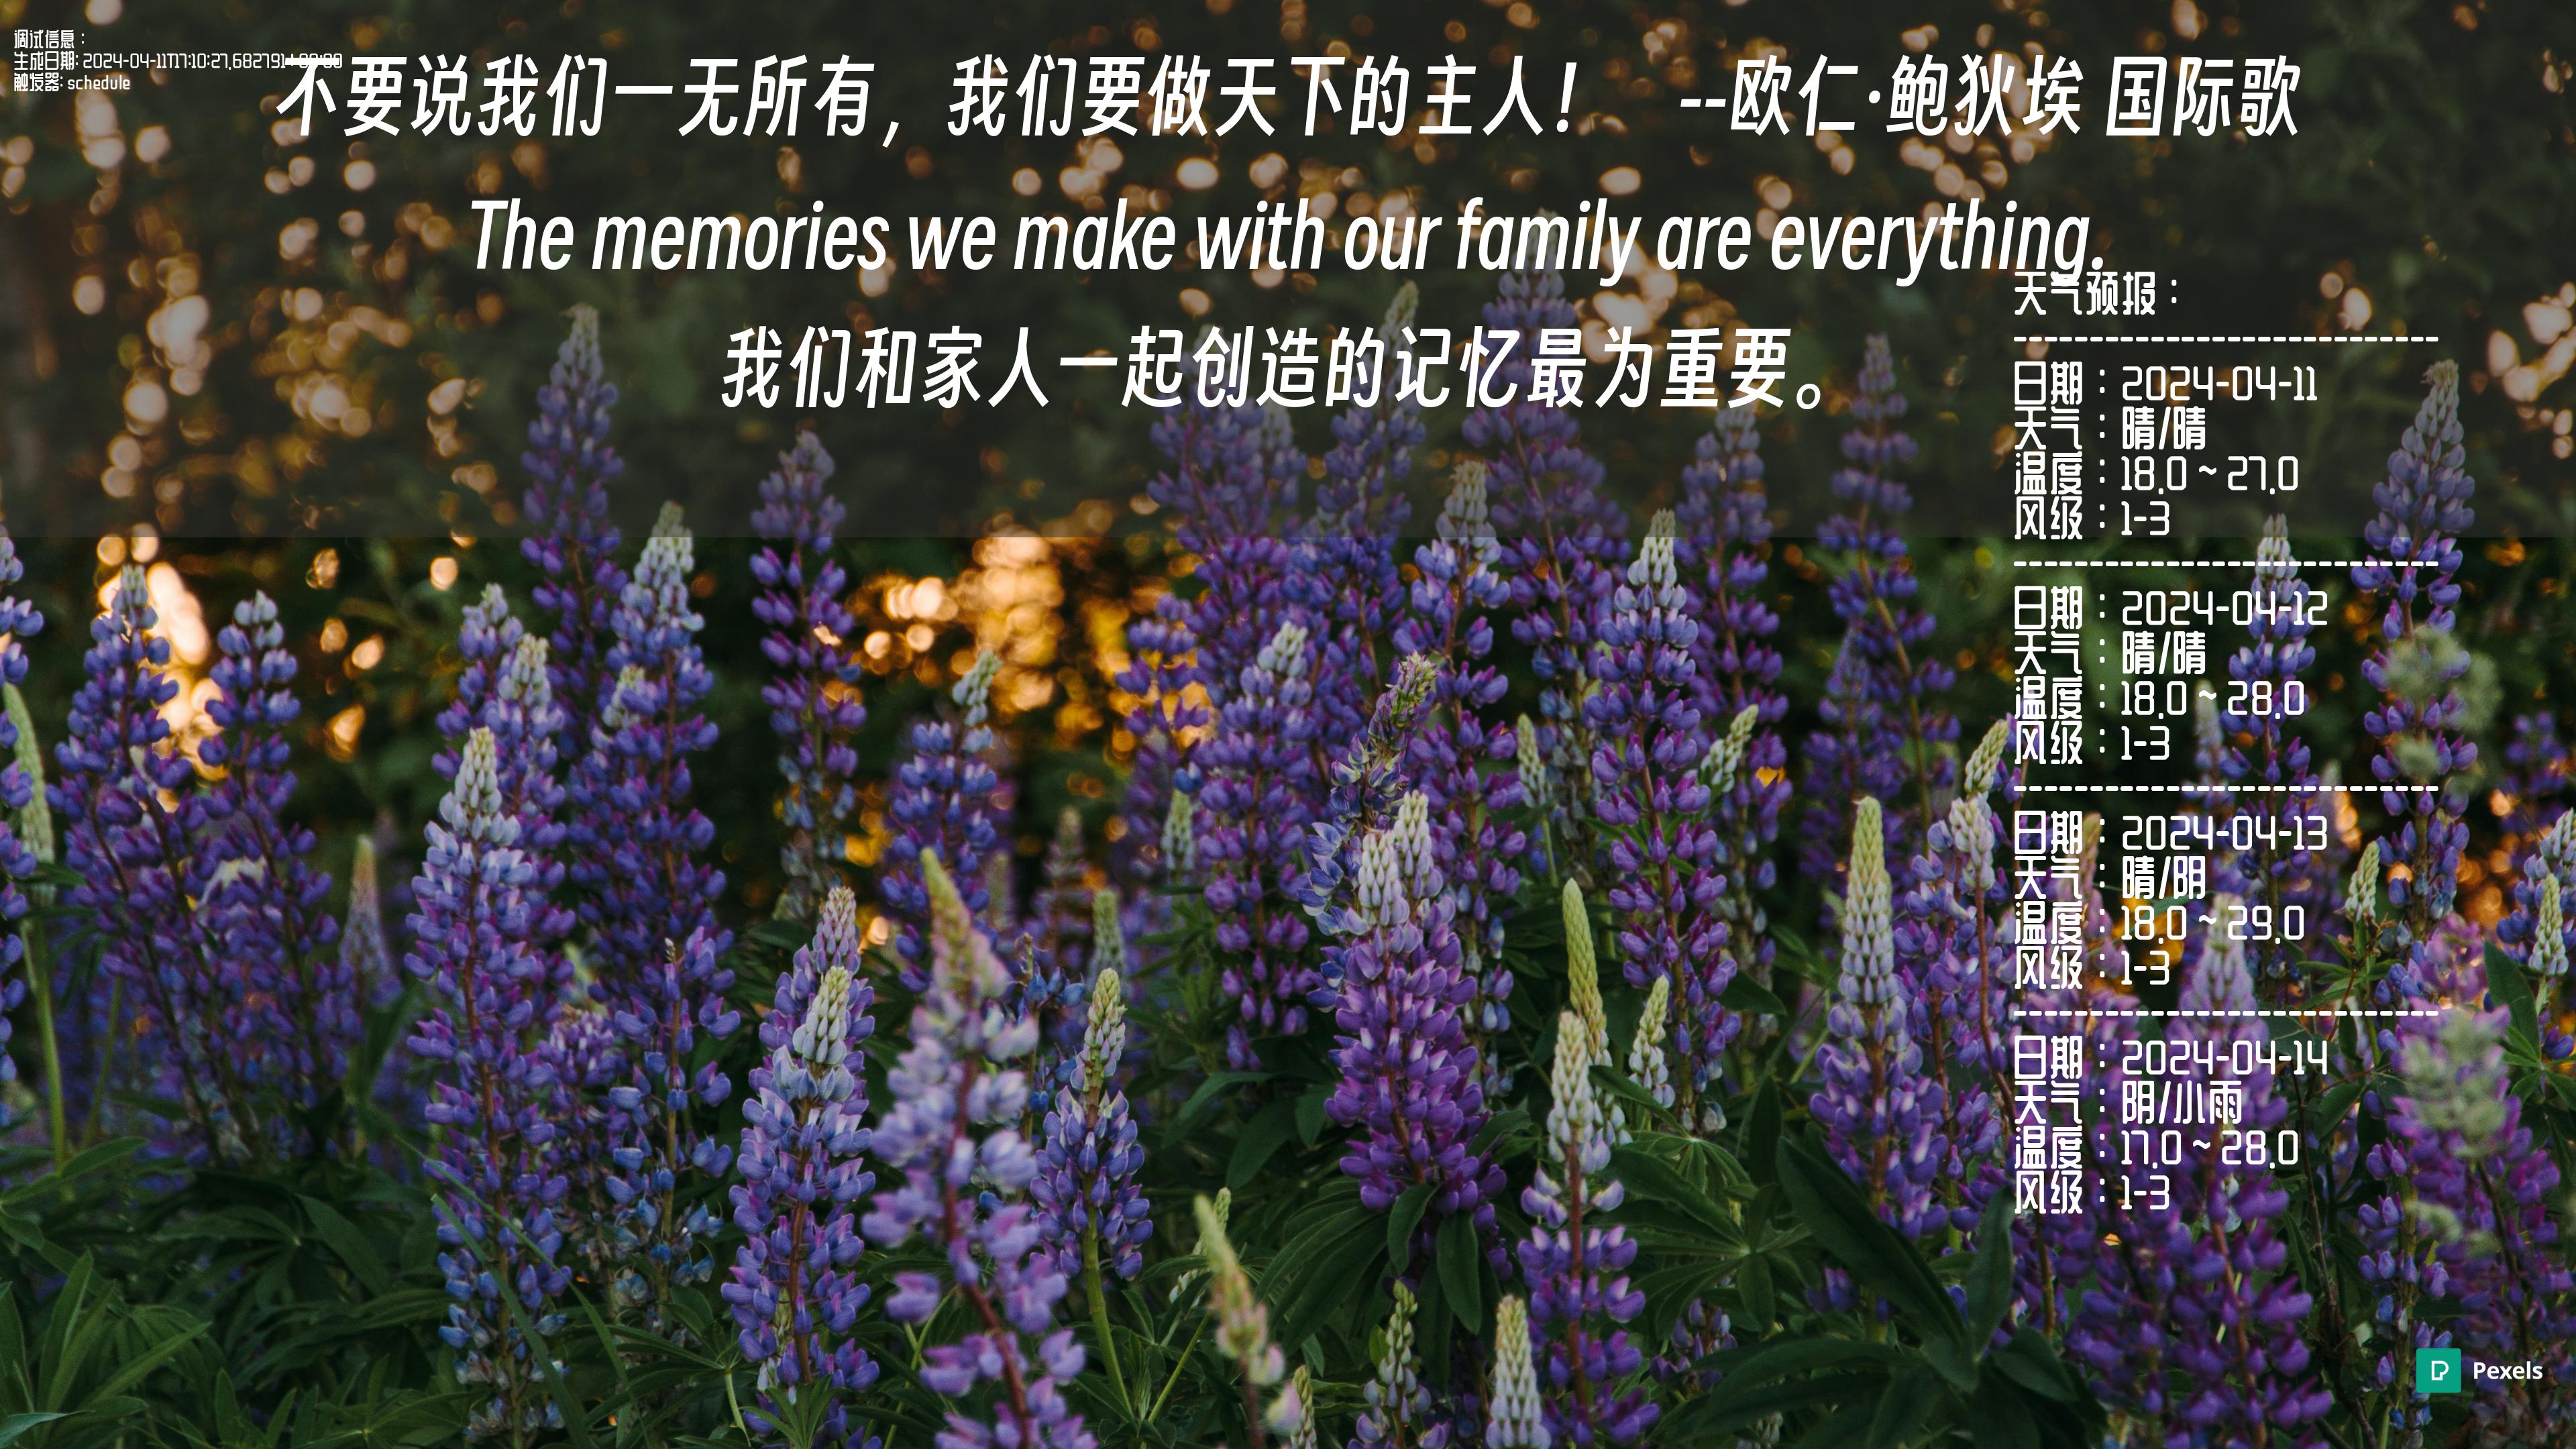 调试信息：
生成日期: 2024-04-11T17:10:27.682791+08:00
触发器: schedule
不要说我们一无所有，我们要做天下的主人！ --欧仁·鲍狄埃 国际歌
The memories we make with our family are everything.
我们和家人一起创造的记忆最为重要。
天气预报：
------------------------
日期：2024-04-11
天气：晴/晴
温度：18.0 ~ 27.0
风级：1-3
------------------------
日期：2024-04-12
天气：晴/晴
温度：18.0 ~ 28.0
风级：1-3
------------------------
日期：2024-04-13
天气：晴/阴
温度：18.0 ~ 29.0
风级：1-3
------------------------
日期：2024-04-14
天气：阴/小雨
温度：17.0 ~ 28.0
风级：1-3
Pexels